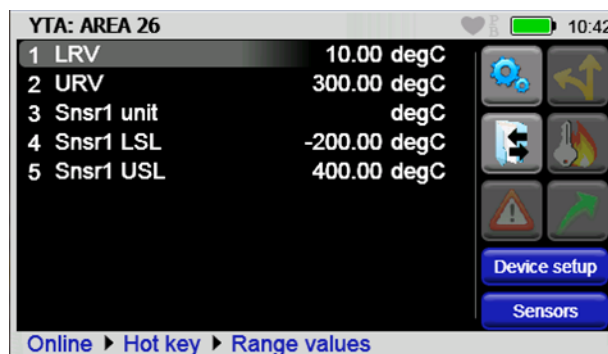 YTA: AREA 26 10:42
1 LRV 10.00 degC
2 URV 300.00 degC
3 Snsr1 unit degC
4 Snsr1 LSL -200.00 degC
5 Snsr1 USL 400.00 degC
Device setup
Sensors
Online ▶ Hot key ▶ Range values